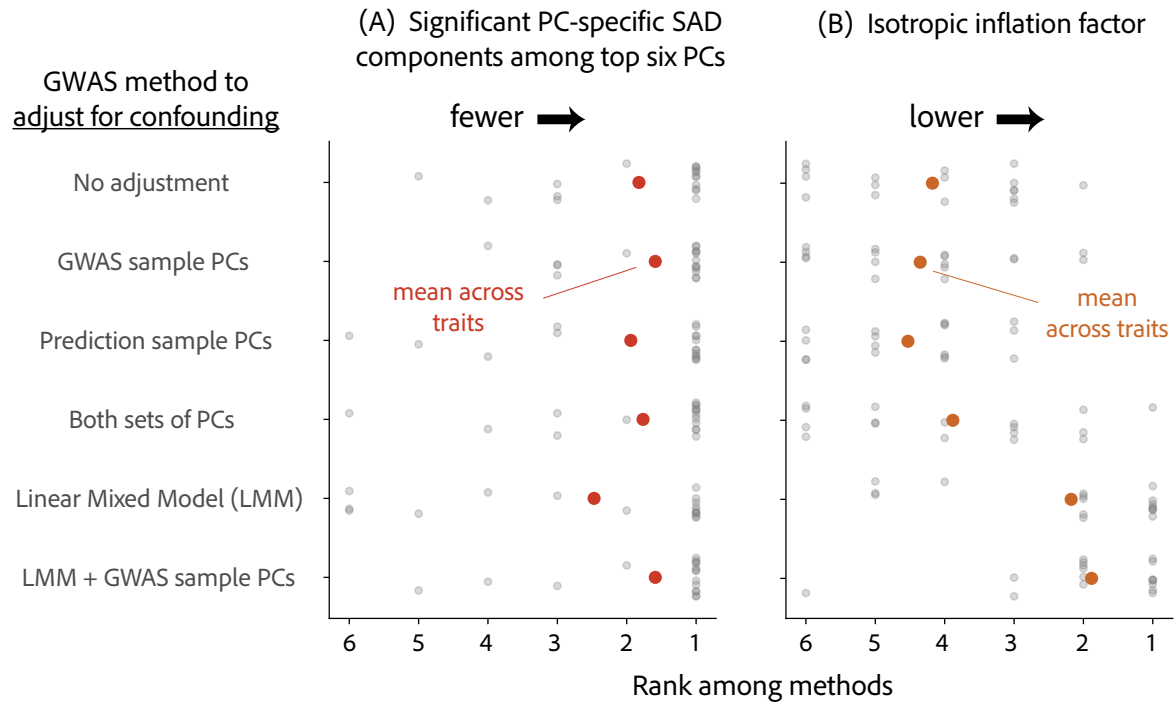 (A) Significant PC-specific SAD
components among top six PCs
(B) Isotropic inflation factor
GWAS method to
adjust for confounding
fewer
lower
No adjustment
GWAS sample PCs
Prediction sample PCs
Both sets of PCs
Linear Mixed Model (LMM)
LMM + GWAS sample PCs
mean across
traits
mean
across traits
6 5 4 3 2 1
6 5 4 3 2 1
Rank among methods